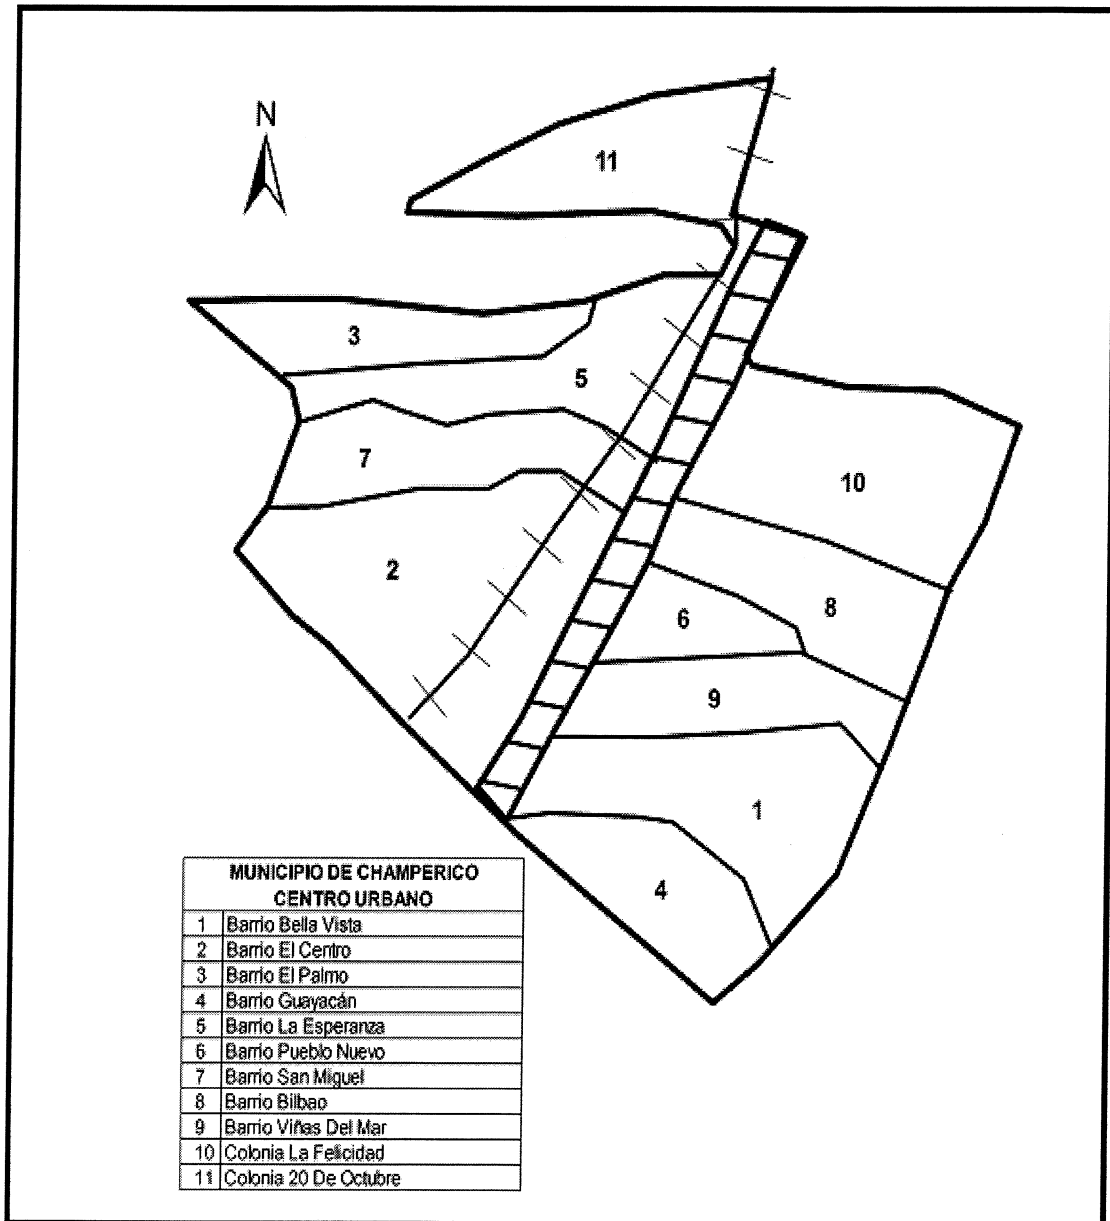 N
11
3
5
7
10
2
8
6
9
1
4
MUNICIPIO DE CHAMPERICO
CENTRO URBANO
1 Barrio Bella Vista
2 Barrio El Centro
3 Barrio El Palmo
4 Barrio Guayacán
5 Barrio La Esperanza
6 Barrio Pueblo Nuevo
7 Barrio San Miguel
8 Barrio Bilbao
9 Barrio Viñas Del Mar
10 Colonia La Felicidad
11 Colonia 20 De Octubre